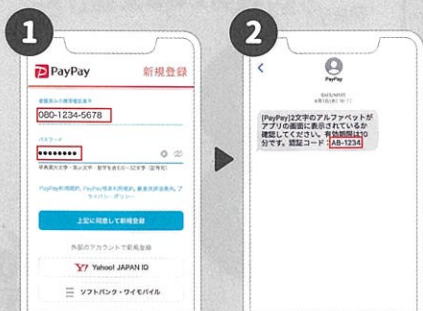 1
PayPay 新規登録
080-1234-5678
パスワード
上記に同意して新規登録
外部のアカウントで新規登録
Yahoo! JAPAN ID
ソフトバンク・ワイモバイル
2
PayPay
[PayPay]2文字のアルファベットが
アプリの画面に表示されているか
確認してください。有効期限は10
分です。認証コード：AB-1234